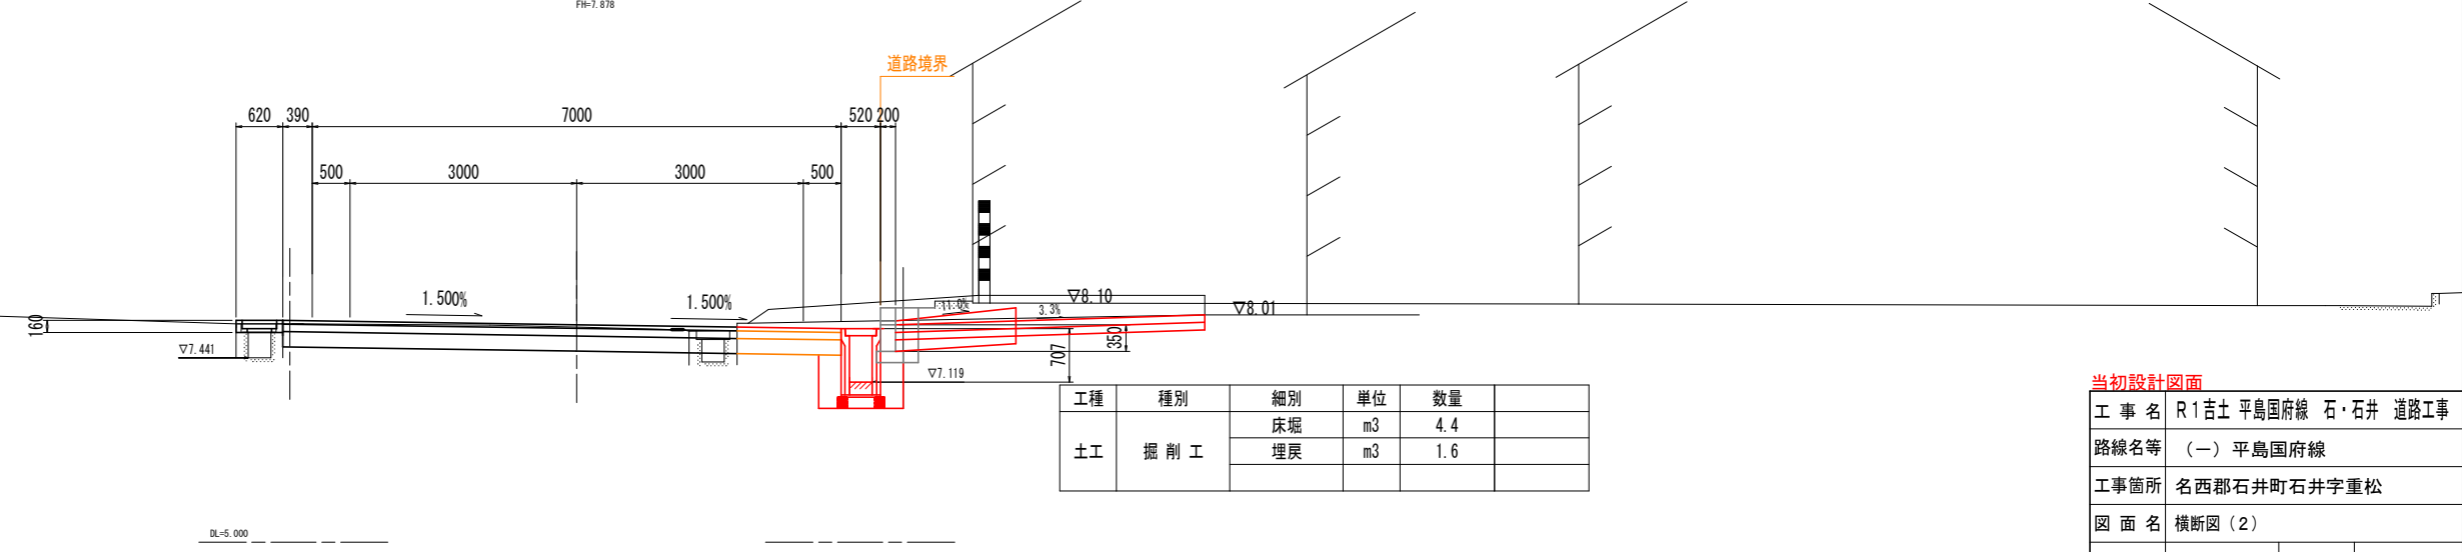 FH=7.878
道路境界
620 390 7000 520 200
500 3000 3000 500
1.500% 1.500%
160
▽7.441
11.0%
3.3%
▽8.10
▽8.01
350
707
▽7.119
工種 種別 細別 単位 数量
土工 掘削工 床堀 m3 4.4
埋戻 m3 1.6
DL=5.000
当初設計図面
工事名 R1吉土 平島国府線 石・石井 道路工事
路線名等 (一)平島国府線
工事箇所 名西郡石井町石井字重松
図面名 横断図(2)